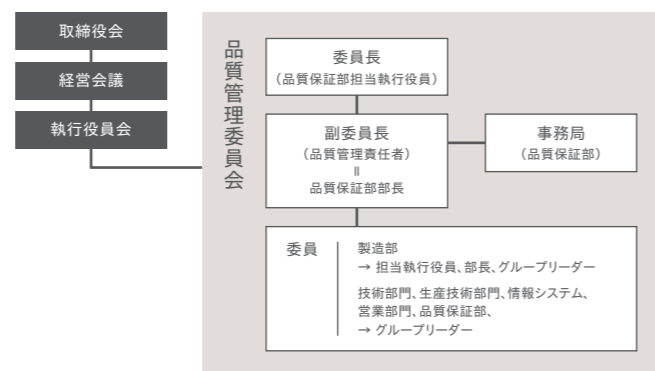 取締役会
経営会議
執行役員会
品質管理委員会
委員長
（品質保証部担当執行役員）
副委員長
（品質管理責任者）
＝
品質保証部部長
事務局
（品質保証部）
委員
製造部
→ 担当執行役員、部長、グループリーダー
技術部門、生産技術部門、情報システム、
営業部門、品質保証部、
→ グループリーダー